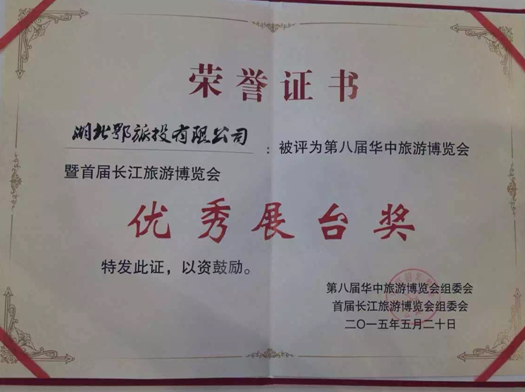 荣誉证书
湖北鄂旅投有限公司：被评为第八届华中旅游博览会
暨首届长江旅游博览会
优秀展台奖
特发此证，以资鼓励。
第八届华中旅游博览会组委会
首届长江旅游博览会组委会
二〇一五年五月二十日